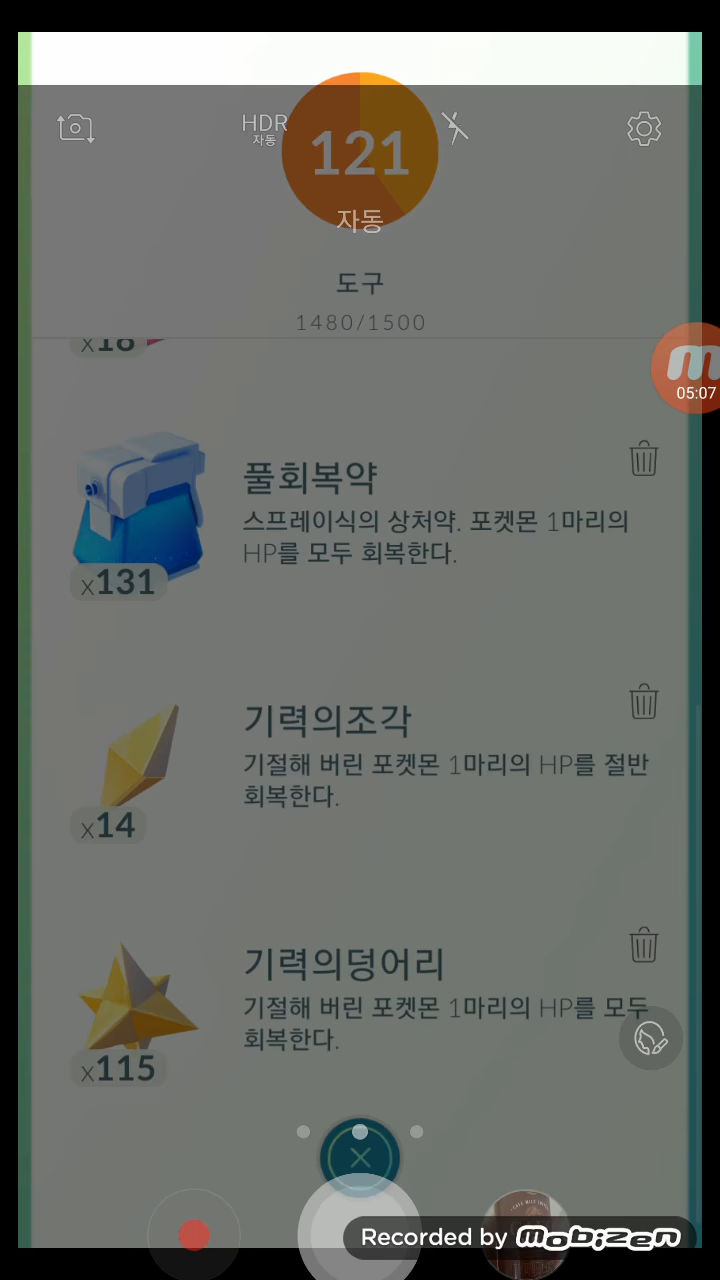 HDR
자동
121
자동
도구
1480/1500
x18
05:07
풀회복약
스프레이식의 상처약. 포켓몬 1마리의
HP를 모두 회복한다.
x131
기력의조각
기절해 버린 포켓몬 1마리의 HP를 절반
회복한다.
x14
기력의덩어리
기절해 버린 포켓몬 1마리의 HP를 모두
회복한다.
x115
Recorded by mobizen